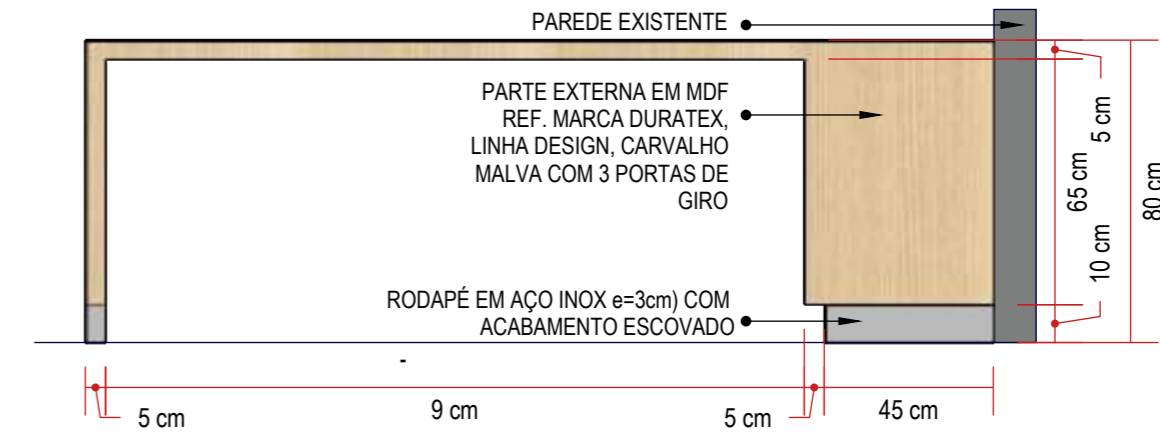 PAREDE EXISTENTE
PARTE EXTERNA EM MDF
REF. MARCA DURATEX,
LINHA DESIGN, CARVALHO
MALVA COM 3 PORTAS DE
GIRO
RODAPÉ EM AÇO INOX e=3cm) COM
ACABAMENTO ESCOVADO
5 cm
65 cm
10 cm
80 cm
-
5 cm
9 cm
5 cm
45 cm